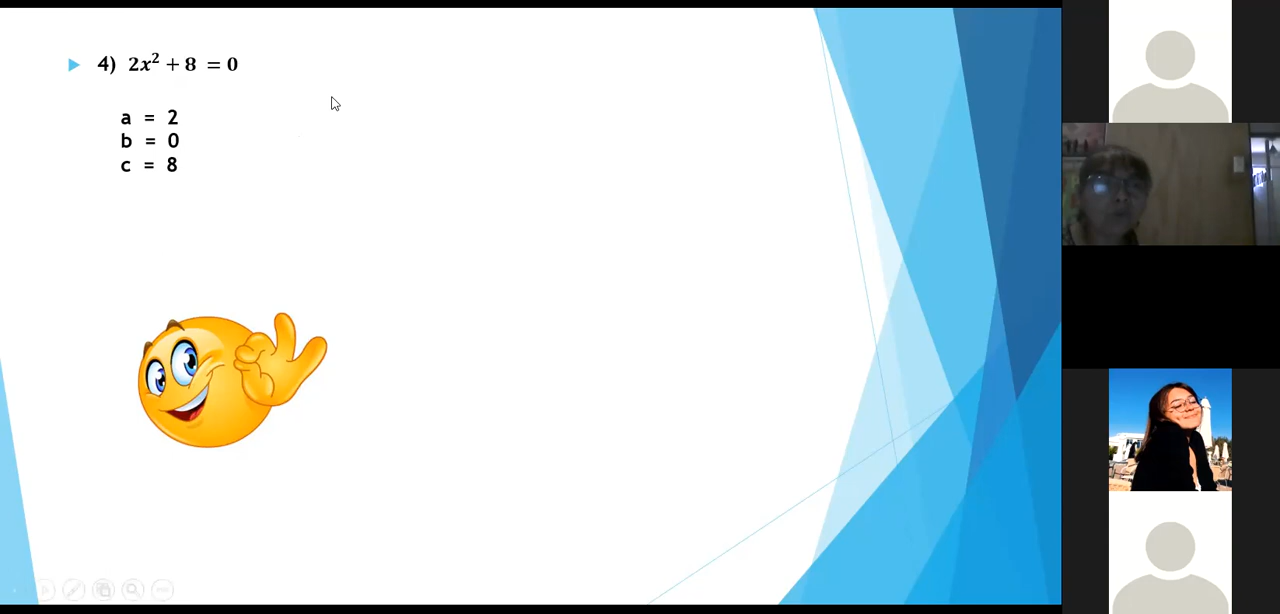 4) 2x² + 8 = 0
a = 2
b = 0
c = 8